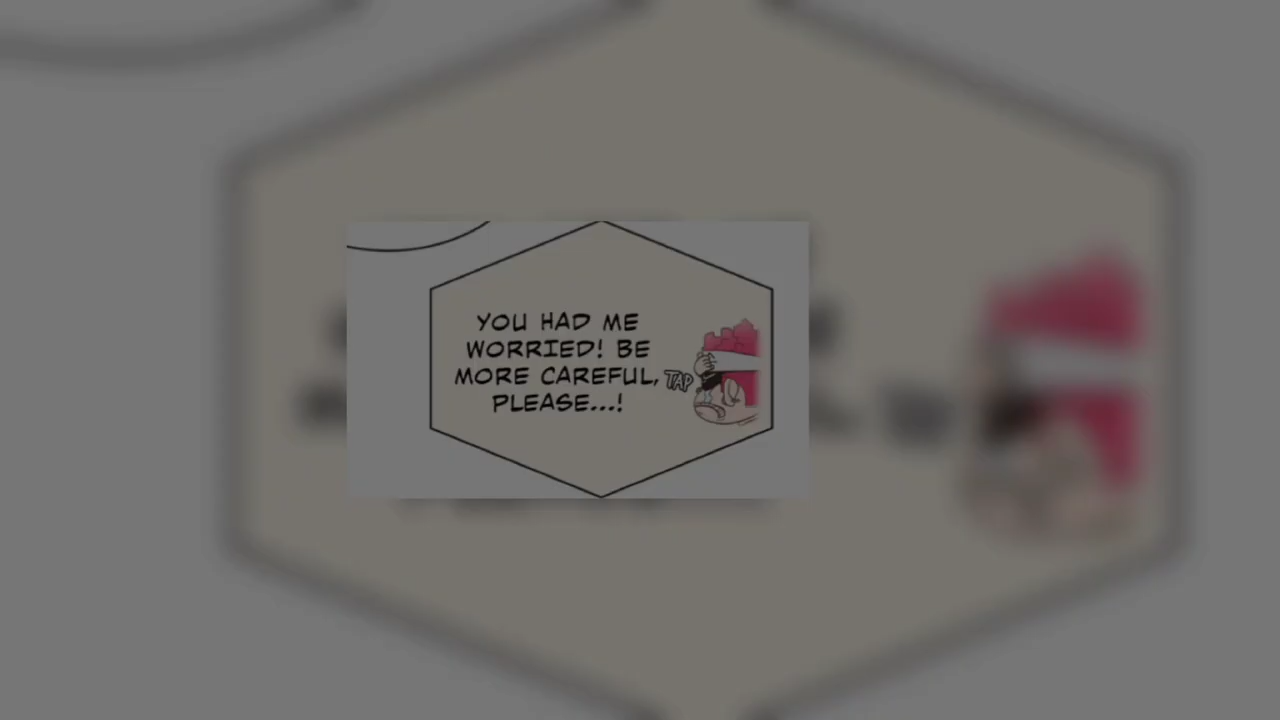 YOU HAD ME
WORRIED! BE
MORE CAREFUL,
PLEASE...!
TAP